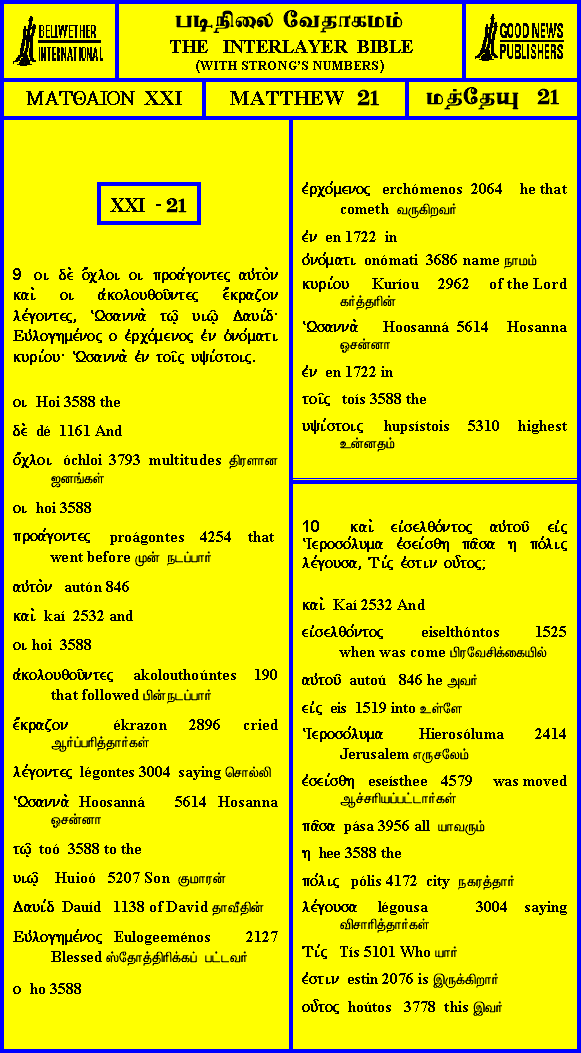 BELLWETHER
INTERNATIONAL
படிநிலை வேதாகமம்
THE INTERLAYER BIBLE
(WITH STRONG'S NUMBERS)
GOOD NEWS
PUBLISHERS
ΜΑΤΘΑΙΟΝ XXI
MATTHEW 21
மத்தேயு 21
XXI - 21
9 οι δὲ ὄχλοι οι προάγοντες αὐτὸν
καὶ οι ἀκολουθοῦντες ἔκραζον
λέγοντες, Ὡσαννὰ τῷ υιῷ Δαυίδ·
Εὐλογημένος ο ἐρχόμενος ἐν ὀνόματι
κυρίου· Ὡσαννὰ ἐν τοῖς υψίστοις.
οι Hoi 3588 the
δὲ dé 1161 And
ὄχλοι óchloi 3793 multitudes திரளான
ஜனங்கள்
οι hoi 3588
προάγοντες proágontes 4254 that
went before முன் நடப்பார்
αὐτὸν autón 846
καὶ kaí 2532 and
οι hoi 3588
ἀκολουθοῦντες akolouthoúntes 190
that followed பின்நடப்பார்
ἔκραζον ékrazon 2896 cried
ஆர்ப்பரித்தார்கள்
λέγοντες légontes 3004 saying சொல்லி
Ὡσαννὰ Hoosanná 5614 Hosanna
ஓசன்னா
τῷ toó 3588 to the
υιῷ Huioó 5207 Son குமாரன்
Δαυίδ Dauíd 1138 of David தாவீதின்
Εὐλογημένος Eulogeeménos 2127
Blessed ஸ்தோத்திரிக்கப் பட்டவர்
ο ho 3588
ἐρχόμενος erchómenos 2064 he that
cometh வருகிறவர்
ἐν en 1722 in
ὀνόματι onómati 3686 name நாமம்
κυρίου Kuríou 2962 of the Lord
கர்த்தரின்
Ὡσαννὰ Hoosanná 5614 Hosanna
ஓசன்னா
ἐν en 1722 in
τοῖς toís 3588 the
υψίστοις hupsístois 5310 highest
உன்னதம்
10 καὶ εἰσελθόντος αὐτοῦ εἰς
Ἱεροσόλυμα ἐσείσθη πᾶσα η πόλις
λέγουσα, Τίς ἐστιν οὗτος;
καὶ Kaí 2532 And
εἰσελθόντος eiselthóntos 1525
when was come பிரவேசிக்கையில்
αὐτοῦ autoú 846 he அவர்
εἰς eis 1519 into உள்ளே
Ἱεροσόλυμα Hierosóluma 2414
Jerusalem எருசலேம்
ἐσείσθη eseísthee 4579 was moved
ஆச்சரியப்பட்டார்கள்
πᾶσα pása 3956 all யாவரும்
η hee 3588 the
πόλις pólis 4172 city நகரத்தார்
λέγουσα légousa 3004 saying
விசாரித்தார்கள்
Τίς Tís 5101 Who யார்
ἐστιν estin 2076 is இருக்கிறார்
οὗτος hoútos 3778 this இவர்